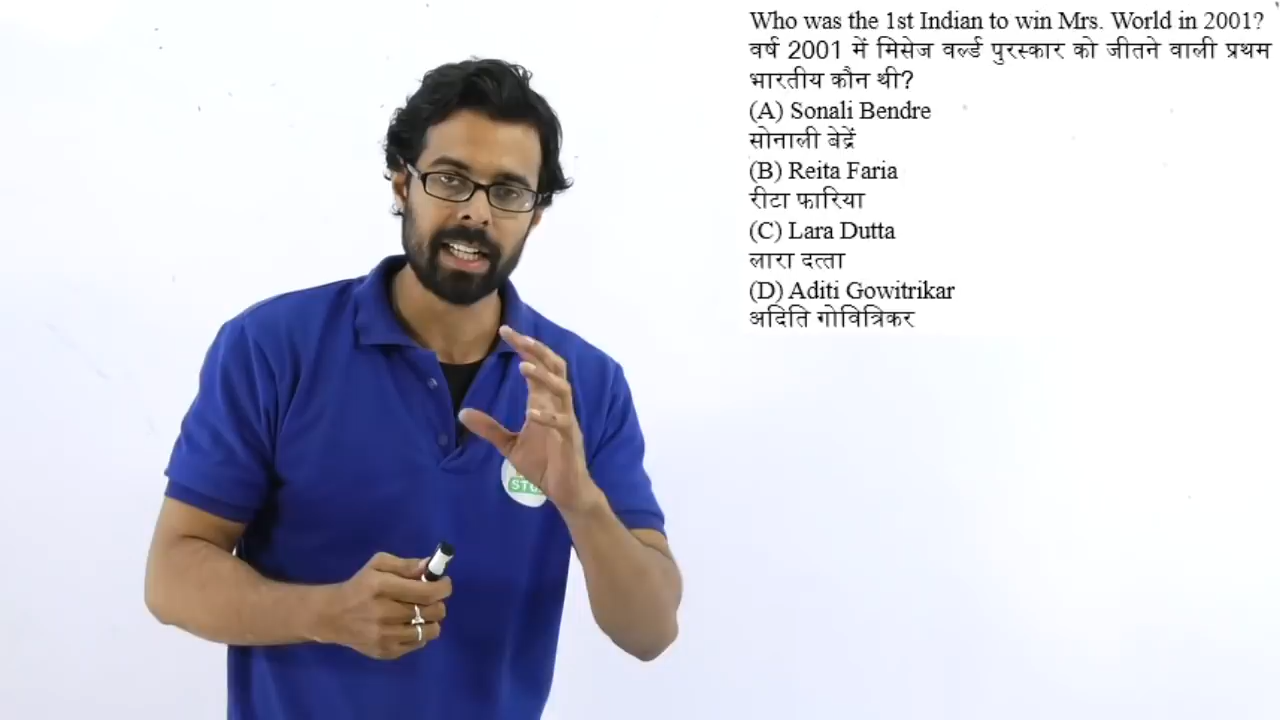 Who was the 1st Indian to win Mrs. World in 2001?
वर्ष 2001 में मिसेज वर्ल्ड पुरस्कार को जीतने वाली प्रथम
भारतीय कौन थी?
(A) Sonali Bendre
सोनाली बेद्रें
(B) Reita Faria
रीटा फारिया
(C) Lara Dutta
लारा दत्ता
(D) Aditi Gowitrikar
अदिति गोवित्रिकर